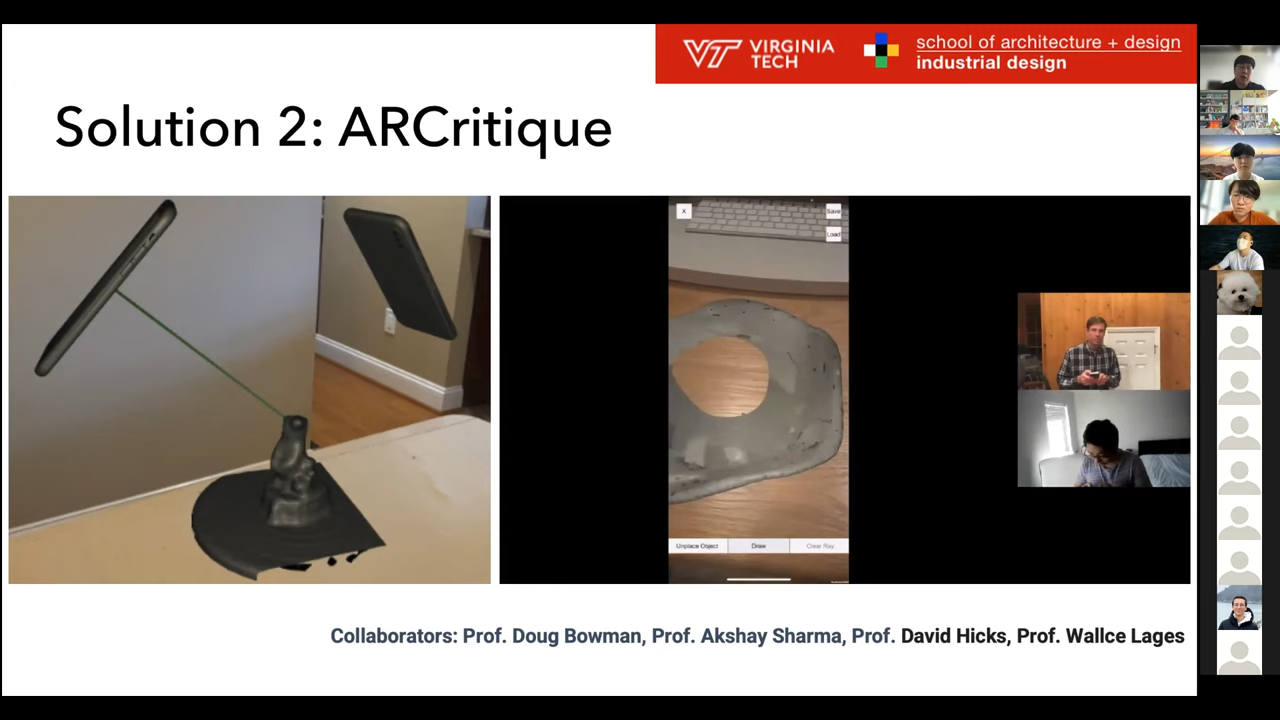 VIRGINIA
TECH
school of architecture + design
industrial design
Solution 2: ARCritique
X
Save
Load
Unplace Object
Draw
Clear Ray
Collaborators: Prof. Doug Bowman, Prof. Akshay Sharma, Prof. David Hicks, Prof. Wallce Lages